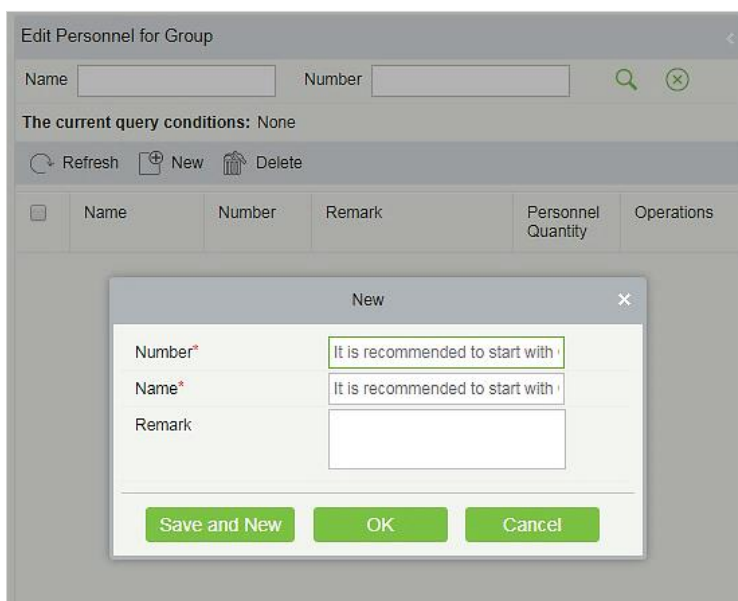 Edit Personnel for Group
Name Number
The current query conditions: None
Refresh New Delete
Name Number Remark Personnel Quantity Operations
New
Number*
It is recommended to start with
Name*
It is recommended to start with
Remark
Save and New OK Cancel